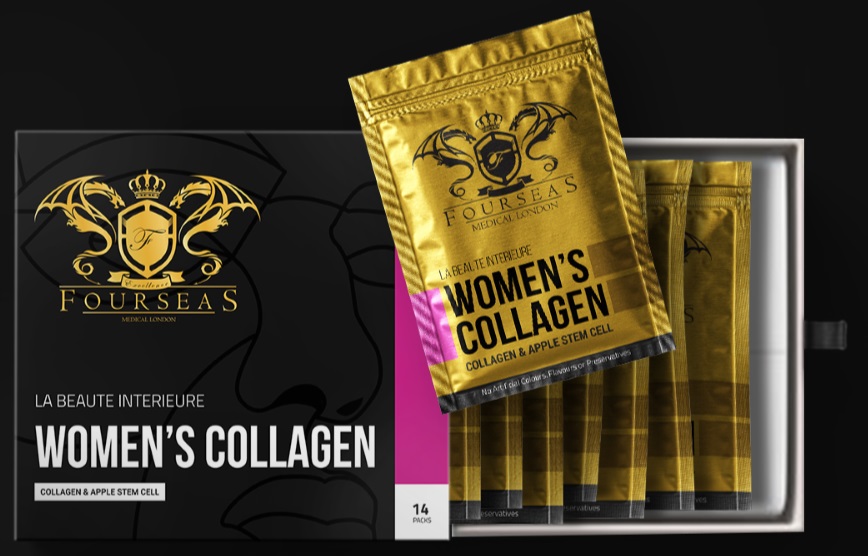 F
Excellence
FOURSEAS
MEDICAL LONDON
LA BEAUTE INTERIEURE
WOMEN'S COLLAGEN
COLLAGEN & APPLE STEM CELL
14
PACKS
F
FOURSEAS
MEDICAL LONDON
LA BEAUTE INTERIEURE
WOMEN'S
COLLAGEN
COLLAGEN & APPLE STEM CELL
No Artificial Colours, Flavours or Preservatives